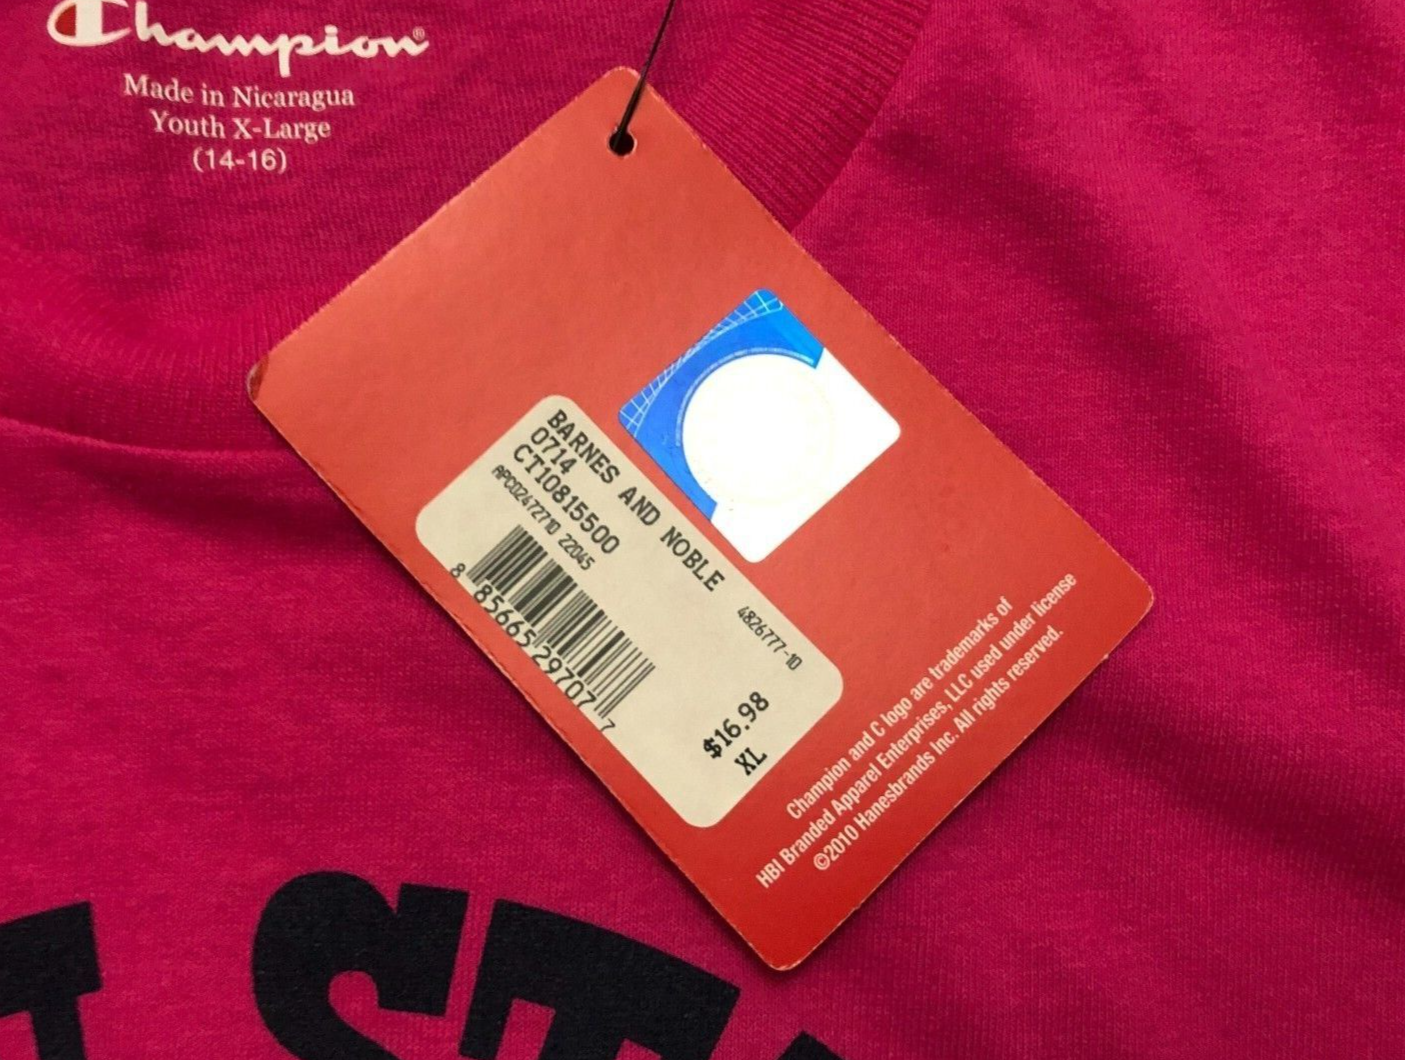 Champion®
Made in Nicaragua
Youth X-Large
(14-16)
BARNES AND NOBLE
0714
CT10815500
APC02472710 22045
4826777-10
8 85665 29707 7
$16.98
XL
Champion and C logo are trademarks of
HBI Branded Apparel Enterprises, LLC used under license
©2010 Hanesbrands Inc. All rights reserved.
ST